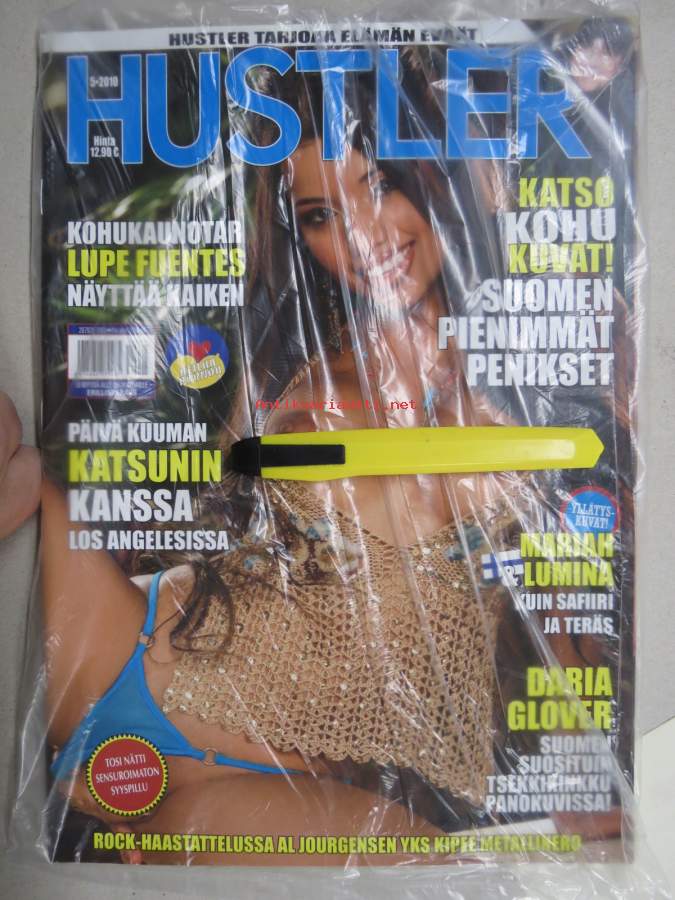 HUSTLER TARJOAA ELÄMÄN EVÄÄT
HUSTLER
5•2010
Hinta
12.90 €
KOHUKAUNOTAR
LUPE FUENTES
NÄYTTÄÄ KAIKEN
KATSO
KOHU
KUVAT!
SUOMEN
PIENIMMÄT
PENIKSET
Antikvariaatti.net
PÄIVÄ KUUMAN
KATSUNIN
KANSSA
LOS ANGELESISSA
YLLÄTYS-
KUVAT!
MARIAH
& LUMINA
KUIN SAFIIRI
JA TERÄS
DARIA
GLOVER
SUOMEN
SUOSITUIN
TSEKKIPIMKKU
PANOKUVISSA!
TOSI NÄTTI
SENSUROIMATON
SYYSPILLU
ROCK-HAASTATTELUSSA AL JOURGENSEN YKS KIPEE METALLIHERO